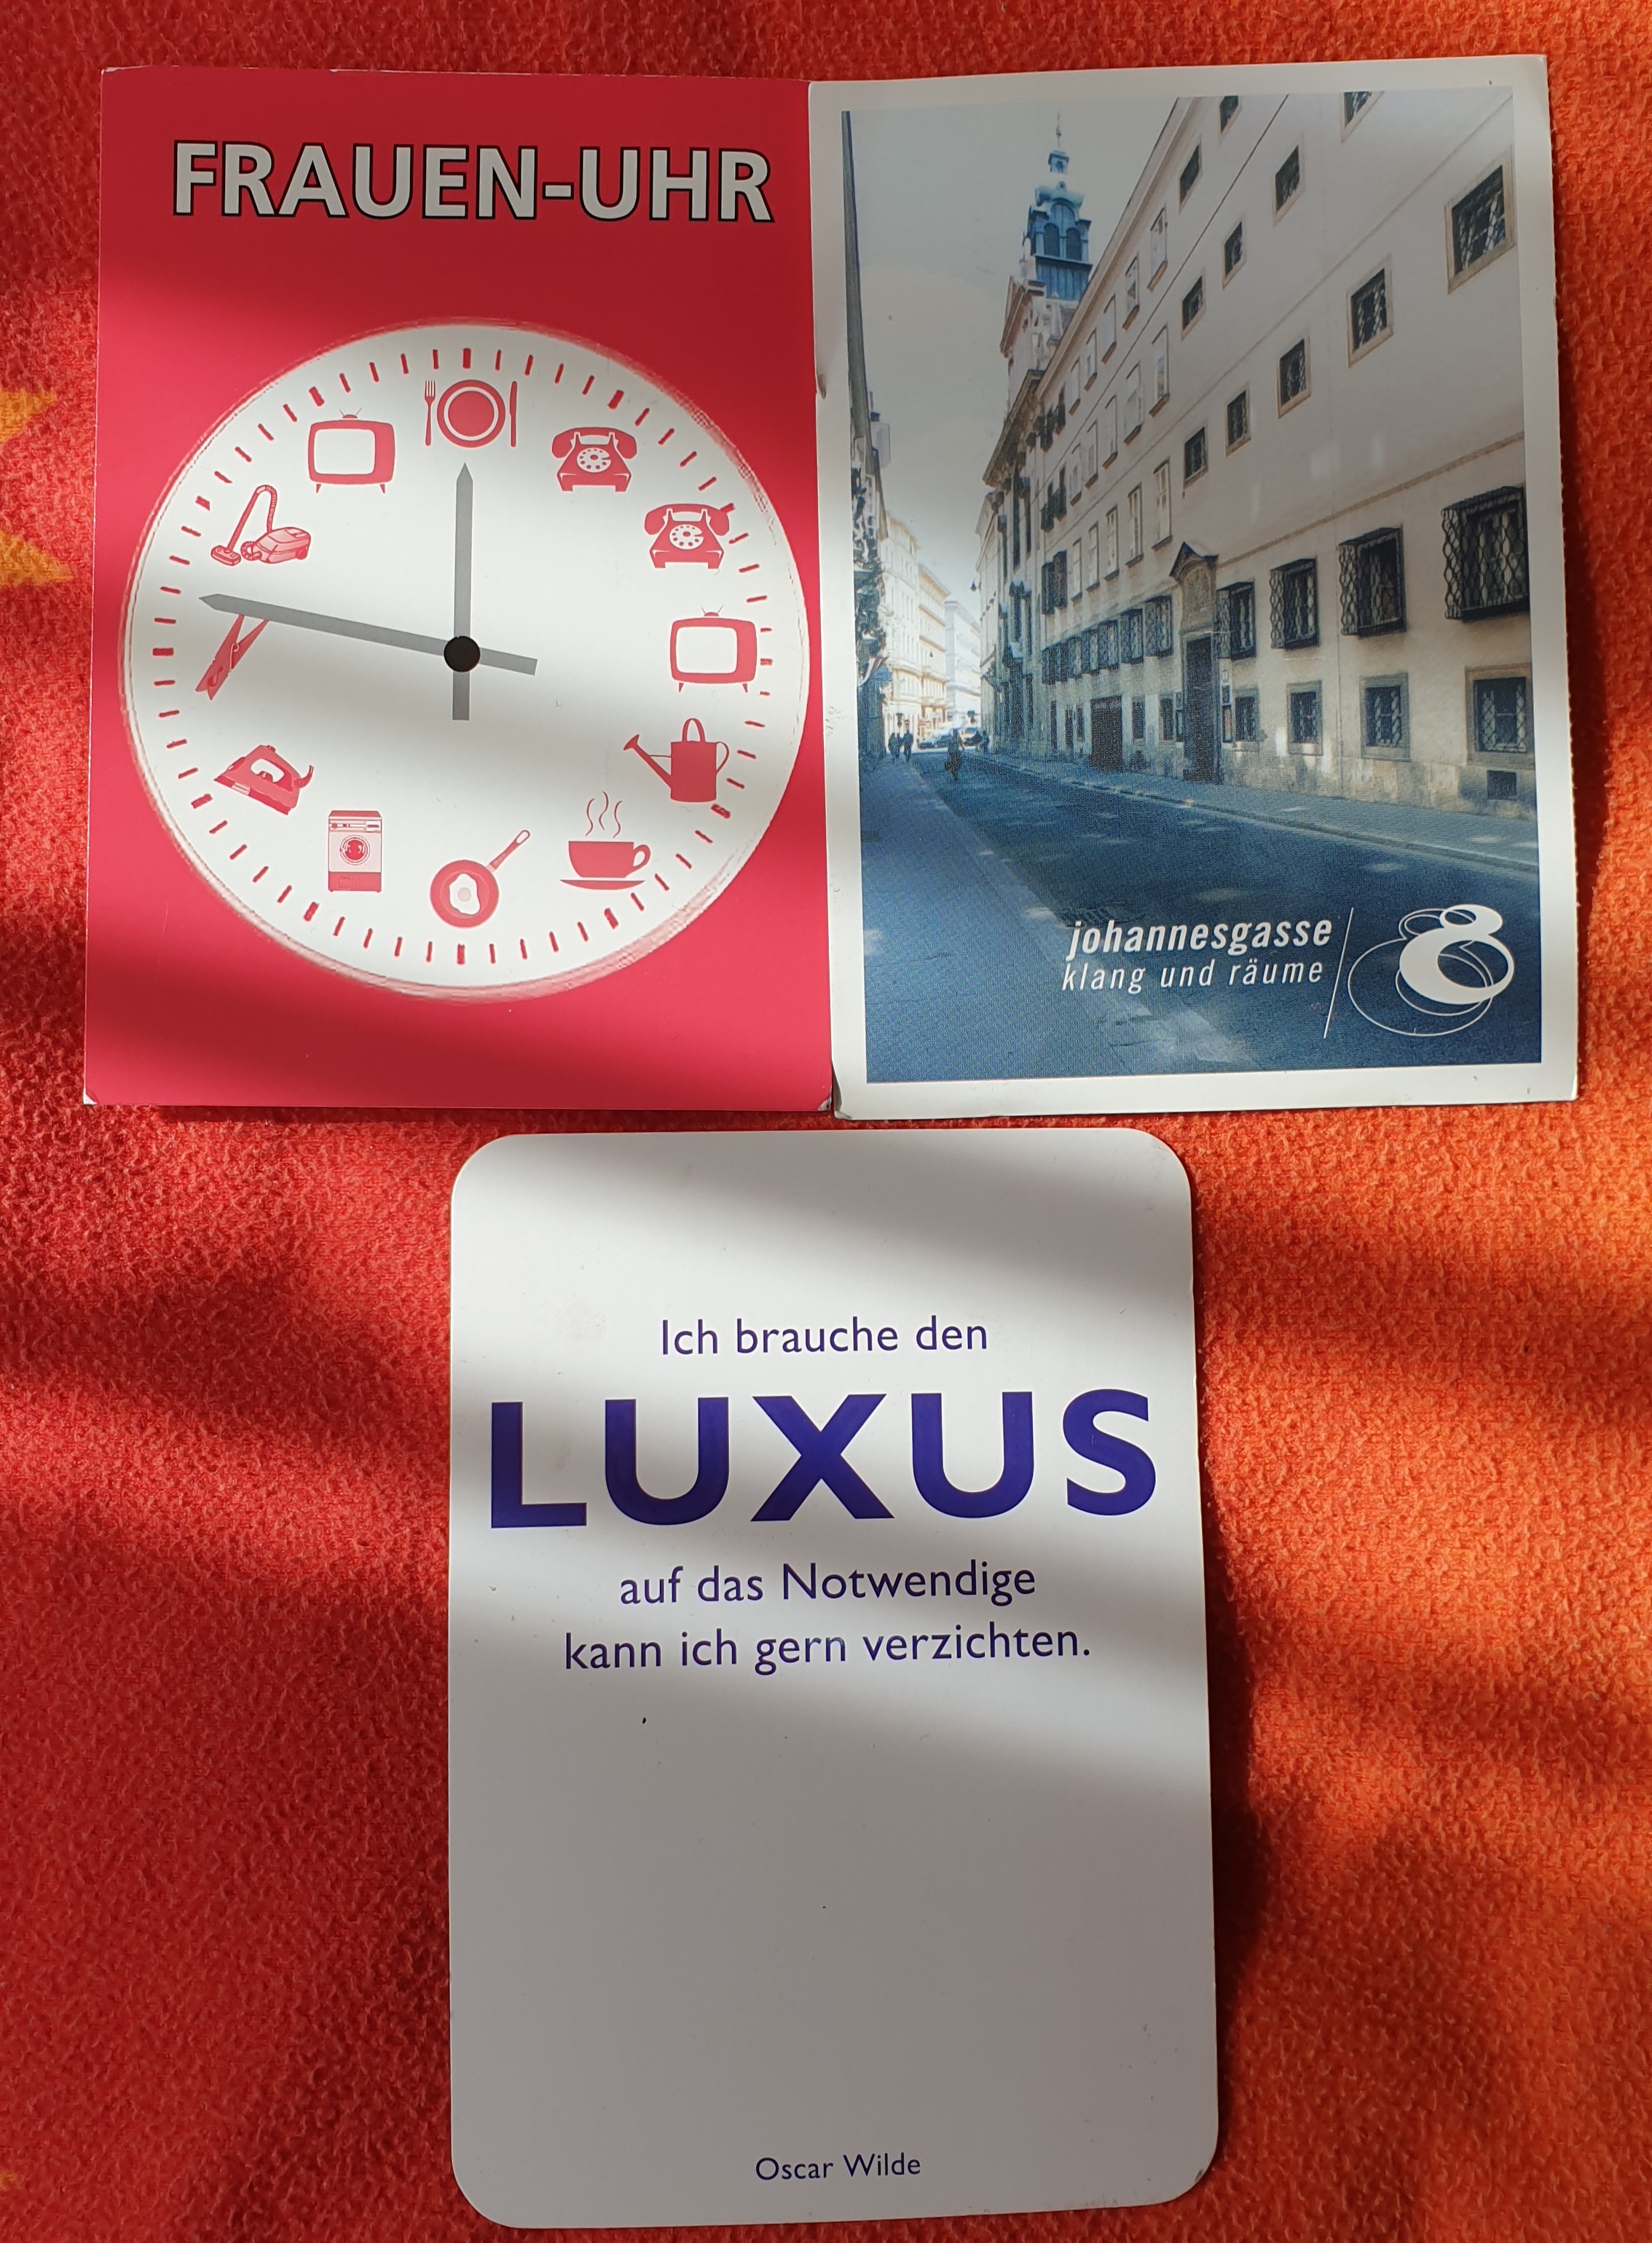 FRAUEN-UHR
johannesgasse
klang und räume
8
Ich brauche den
LUXUS
auf das Notwendige
kann ich gern verzichten.
Oscar Wilde